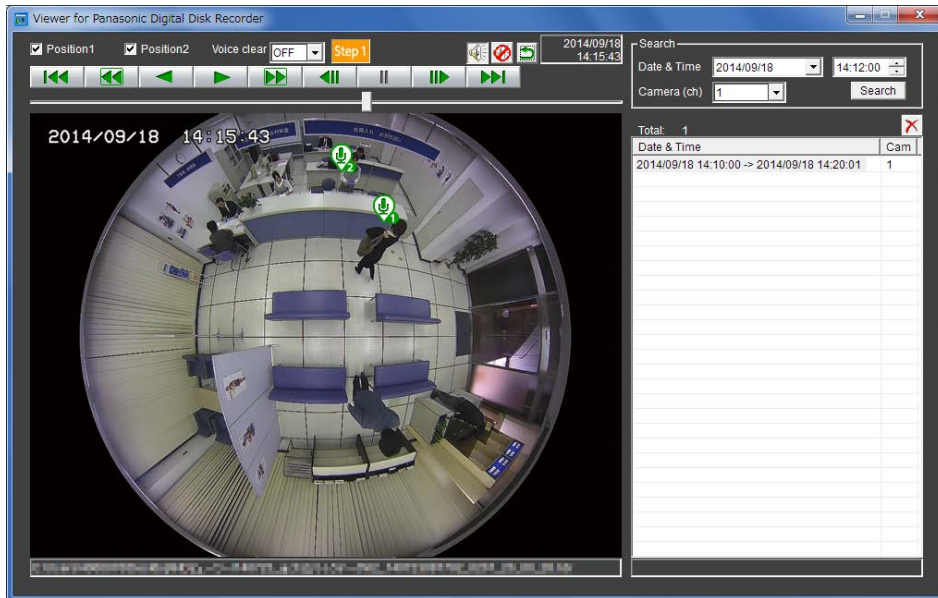 Viewer for Panasonic Digital Disk Recorder
Position1
Position2
Voice clear
OFF
Step 1
2014/09/18
14:15:43
2014/09/18 14:15:43
2
1
Search
Date & Time
2014/09/18
14:12:00
Camera (ch)
1
Search
Total: 1
Date & Time
Cam
2014/09/18 14:10:00 -> 2014/09/18 14:20:01
1